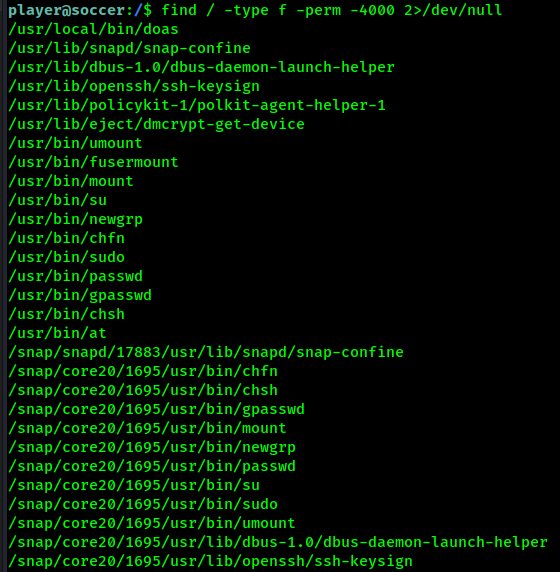 player@soccer:/$ find / -type f -perm -4000 2>/dev/null
/usr/local/bin/doas
/usr/lib/snapd/snap-confine
/usr/lib/dbus-1.0/dbus-daemon-launch-helper
/usr/lib/openssh/ssh-keysign
/usr/lib/policykit-1/polkit-agent-helper-1
/usr/lib/eject/dmcrypt-get-device
/usr/bin/umount
/usr/bin/fusermount
/usr/bin/mount
/usr/bin/su
/usr/bin/newgrp
/usr/bin/chfn
/usr/bin/sudo
/usr/bin/passwd
/usr/bin/gpasswd
/usr/bin/chsh
/usr/bin/at
/snap/snapd/17883/usr/lib/snapd/snap-confine
/snap/core20/1695/usr/bin/chfn
/snap/core20/1695/usr/bin/chsh
/snap/core20/1695/usr/bin/gpasswd
/snap/core20/1695/usr/bin/mount
/snap/core20/1695/usr/bin/newgrp
/snap/core20/1695/usr/bin/passwd
/snap/core20/1695/usr/bin/su
/snap/core20/1695/usr/bin/sudo
/snap/core20/1695/usr/bin/umount
/snap/core20/1695/usr/lib/dbus-1.0/dbus-daemon-launch-helper
/snap/core20/1695/usr/lib/openssh/ssh-keysign